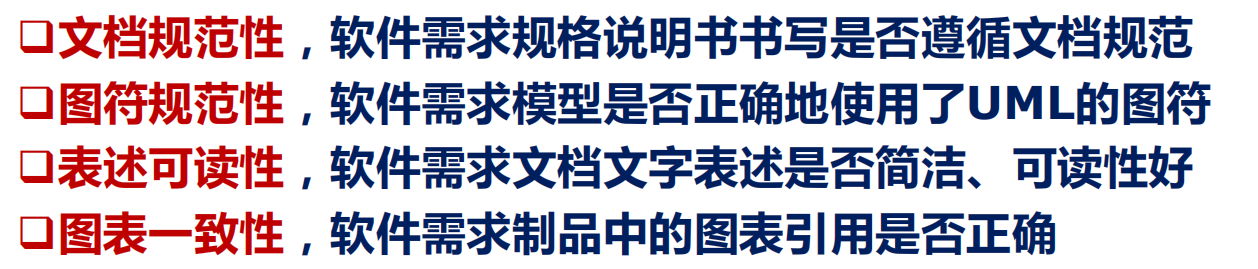 ❑文档规范性，软件需求规格说明书书写是否遵循文档规范
❑图符规范性，软件需求模型是否正确地使用了UML的图符
❑表述可读性，软件需求文档文字表述是否简洁、可读性好
❑图表一致性，软件需求制品中的图表引用是否正确